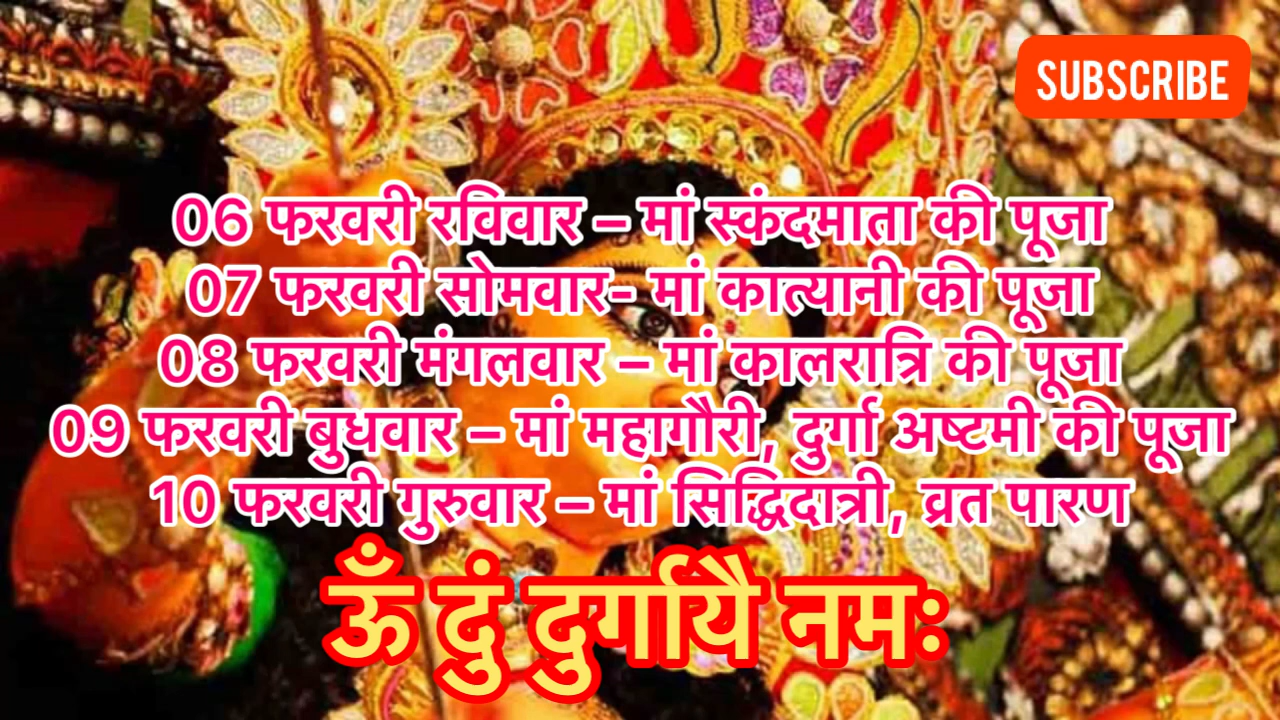 SUBSCRIBE
06 फरवरी रविवार – मां स्कंदमाता की पूजा
07 फरवरी सोमवार- मां कात्यानी की पूजा
08 फरवरी मंगलवार – मां कालरात्रि की पूजा
09 फरवरी बुधवार – मां महागौरी, दुर्गा अष्टमी की पूजा
10 फरवरी गुरुवार – मां सिद्धिदात्री, व्रत पारण
ॐ दुं दुर्गायै नमः